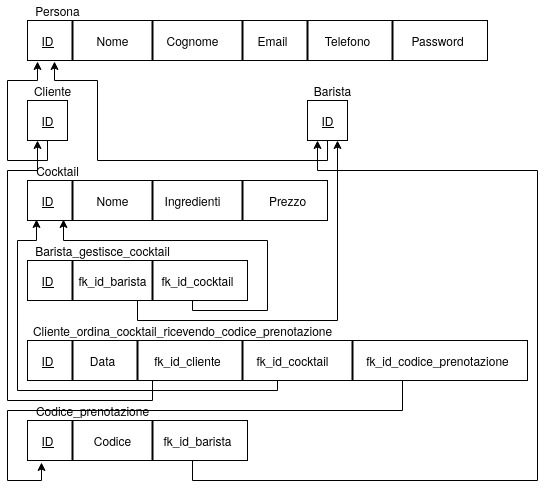 Persona
ID Nome Cognome Email Telefono Password
Cliente Barista
ID ID
Cocktail
ID Nome Ingredienti Prezzo
Barista_gestisce_cocktail
ID fk_id_barista fk_id_cocktail
Cliente_ordina_cocktail_ricevendo_codice_prenotazione
ID Data fk_id_cliente fk_id_cocktail fk_id_codice_prenotazione
Codice_prenotazione
ID Codice fk_id_barista